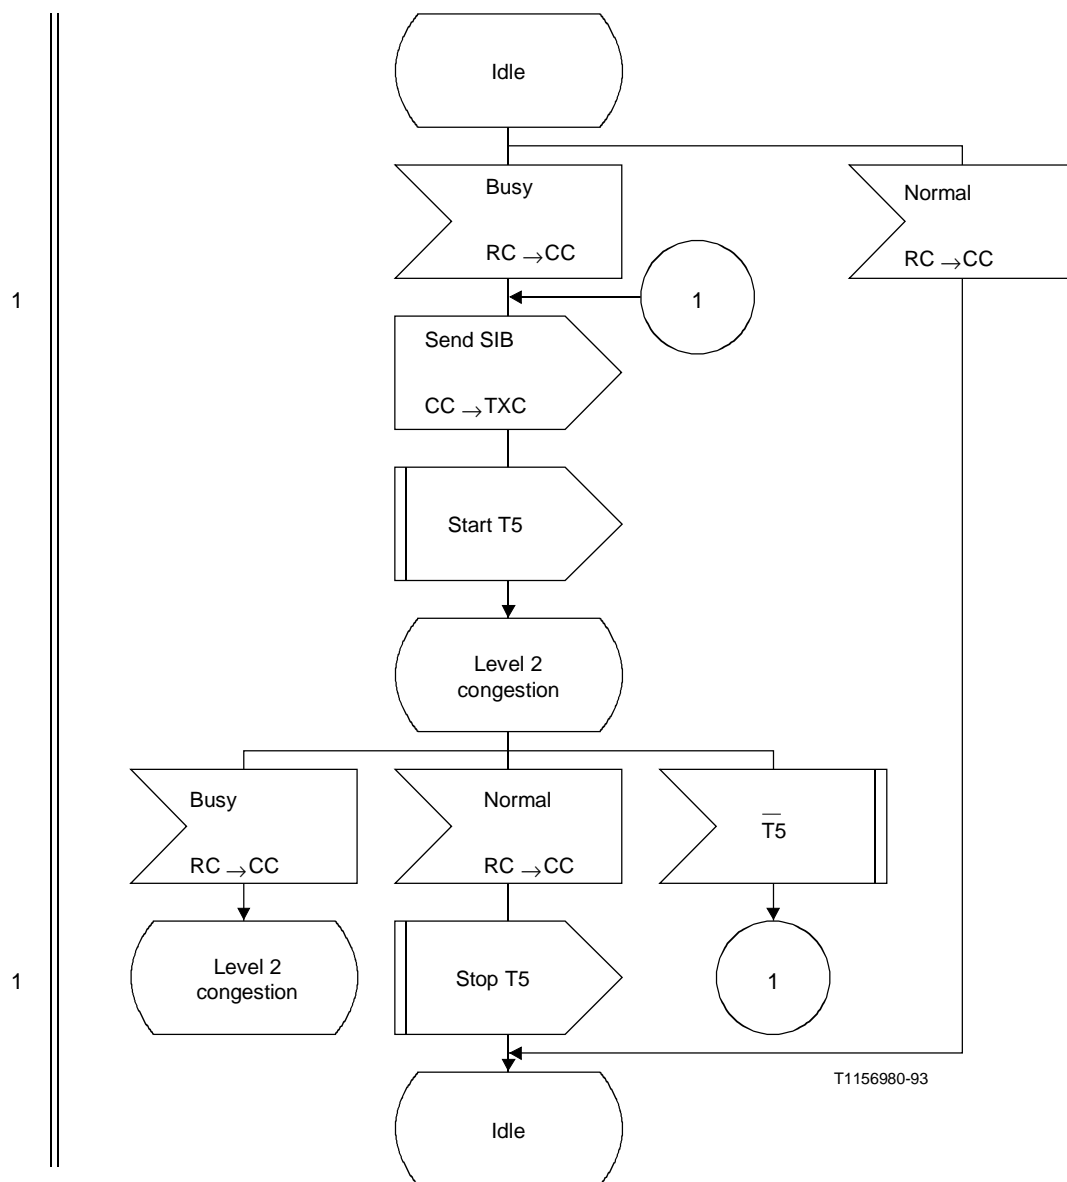 Idle
Busy
RC →CC
Normal
RC →CC
1
1
Send SIB
CC →TXC
Start T5
Level 2
congestion
Busy
RC →CC
Normal
RC →CC
T̅5
1
Level 2
congestion
Stop T5
1
T1156980-93
Idle